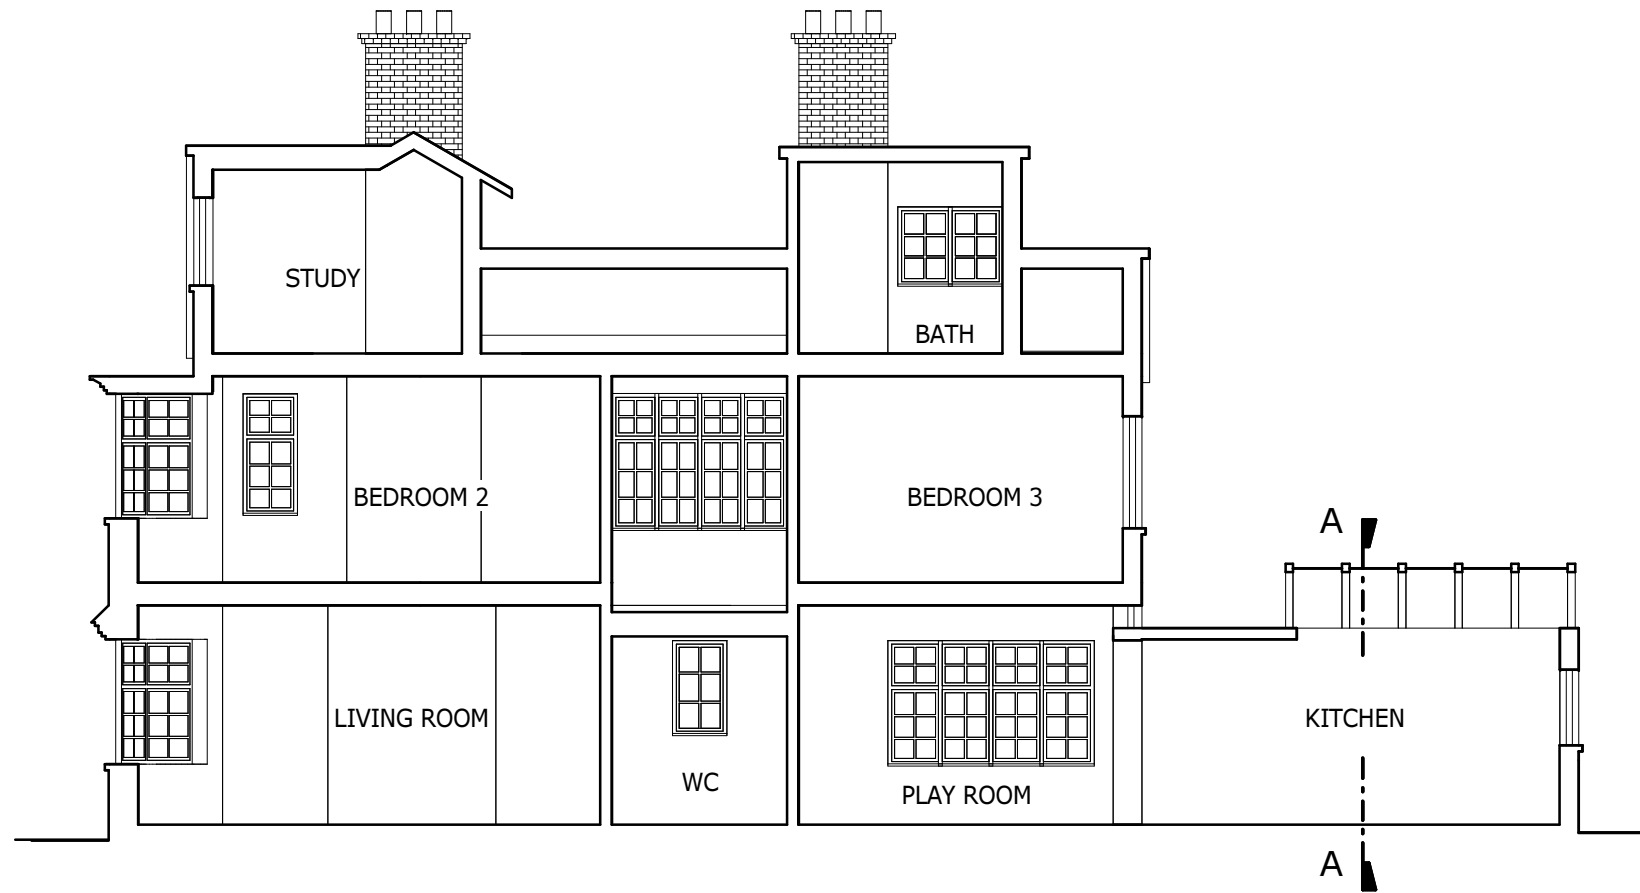 STUDY
BATH
BEDROOM 2
BEDROOM 3
A
LIVING ROOM
KITCHEN
WC
PLAY ROOM
A